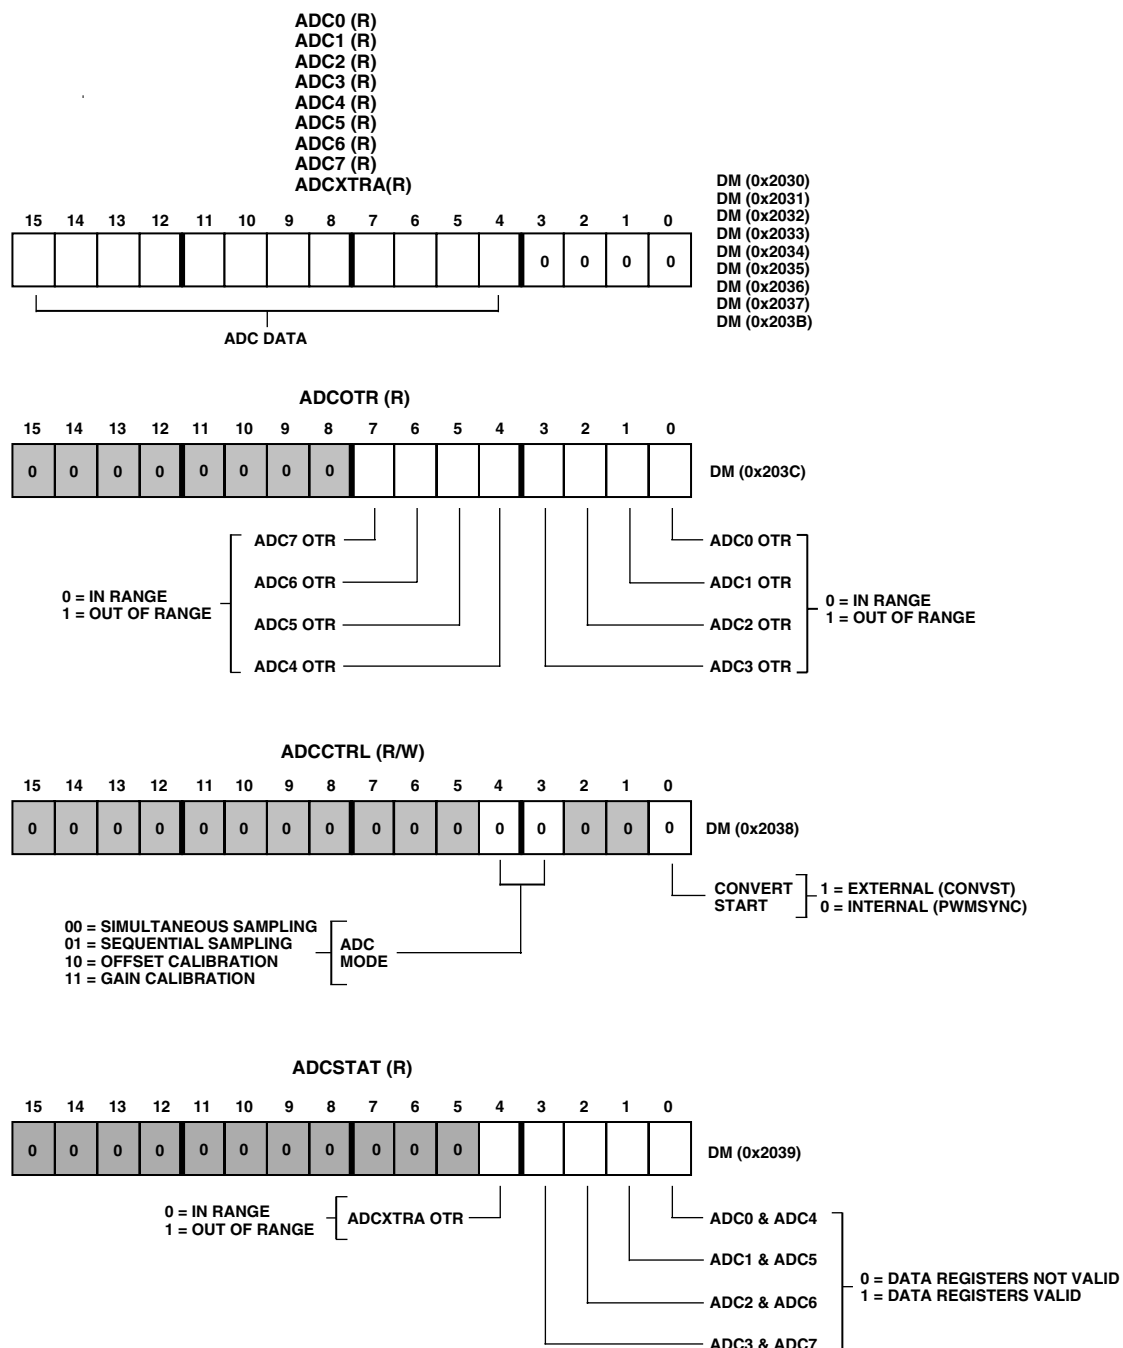 ADC0 (R)
ADC1 (R)
ADC2 (R)
ADC3 (R)
ADC4 (R)
ADC5 (R)
ADC6 (R)
ADC7 (R)
ADCXTRA(R)
DM (0x2030)
DM (0x2031)
DM (0x2032)
DM (0x2033)
DM (0x2034)
DM (0x2035)
DM (0x2036)
DM (0x2037)
DM (0x203B)
15 14 13 12 11 10 9 8 7 6 5 4 3 2 1 0
0 0 0 0
ADC DATA
ADCOTR (R)
15 14 13 12 11 10 9 8 7 6 5 4 3 2 1 0
0 0 0 0 0 0 0 0
DM (0x203C)
ADC7 OTR
ADC6 OTR
ADC5 OTR
ADC4 OTR
0 = IN RANGE
1 = OUT OF RANGE
ADC0 OTR
ADC1 OTR
ADC2 OTR
ADC3 OTR
0 = IN RANGE
1 = OUT OF RANGE
ADCCTRL (R/W)
15 14 13 12 11 10 9 8 7 6 5 4 3 2 1 0
0 0 0 0 0 0 0 0 0 0 0 0 0 0 0 0
DM (0x2038)
CONVERT
START
1 = EXTERNAL (CONVST)
0 = INTERNAL (PWMSYNC)
00 = SIMULTANEOUS SAMPLING
01 = SEQUENTIAL SAMPLING
10 = OFFSET CALIBRATION
11 = GAIN CALIBRATION
ADC
MODE
ADCSTAT (R)
15 14 13 12 11 10 9 8 7 6 5 4 3 2 1 0
0 0 0 0 0 0 0 0 0 0 0
DM (0x2039)
0 = IN RANGE
1 = OUT OF RANGE
ADCXTRA OTR
ADC0 & ADC4
ADC1 & ADC5
ADC2 & ADC6
ADC3 & ADC7
0 = DATA REGISTERS NOT VALID
1 = DATA REGISTERS VALID